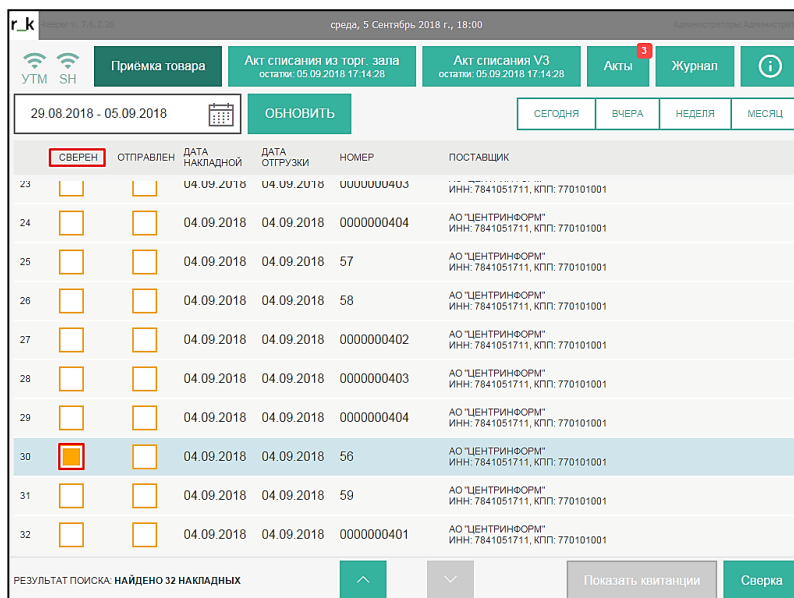 r_k
среда, 5 Сентябрь 2018 г., 18:00
УТМ SH
Приёмка товара
Акт списания из торг. зала
остатки: 05.09.2018 17:14:28
Акт списания V3
остатки: 05.09.2018 17:14:28
Акты
3
Журнал
29.08.2018 - 05.09.2018
ОБНОВИТЬ
СЕГОДНЯ
ВЧЕРА
НЕДЕЛЯ
МЕСЯЦ
СВЕРЕН ОТПРАВЛЕН ДАТА НАКЛАДНОЙ ДАТА ОТГРУЗКИ НОМЕР ПОСТАВЩИК
23 04.09.2018 04.09.2018 0000000403
ИНН: 7841051711, КПП: 770101001
24 04.09.2018 04.09.2018 0000000404 АО "ЦЕНТРИНФОРМ"
ИНН: 7841051711, КПП: 770101001
25 04.09.2018 04.09.2018 57 АО "ЦЕНТРИНФОРМ"
ИНН: 7841051711, КПП: 770101001
26 04.09.2018 04.09.2018 58 АО "ЦЕНТРИНФОРМ"
ИНН: 7841051711, КПП: 770101001
27 04.09.2018 04.09.2018 0000000402 АО "ЦЕНТРИНФОРМ"
ИНН: 7841051711, КПП: 770101001
28 04.09.2018 04.09.2018 0000000403 АО "ЦЕНТРИНФОРМ"
ИНН: 7841051711, КПП: 770101001
29 04.09.2018 04.09.2018 0000000404 АО "ЦЕНТРИНФОРМ"
ИНН: 7841051711, КПП: 770101001
30 04.09.2018 04.09.2018 56 АО "ЦЕНТРИНФОРМ"
ИНН: 7841051711, КПП: 770101001
31 04.09.2018 04.09.2018 59 АО "ЦЕНТРИНФОРМ"
ИНН: 7841051711, КПП: 770101001
32 04.09.2018 04.09.2018 0000000401 АО "ЦЕНТРИНФОРМ"
ИНН: 7841051711, КПП: 770101001
РЕЗУЛЬТАТ ПОИСКА: НАЙДЕНО 32 НАКЛАДНЫХ
Показать квитанции
Сверка